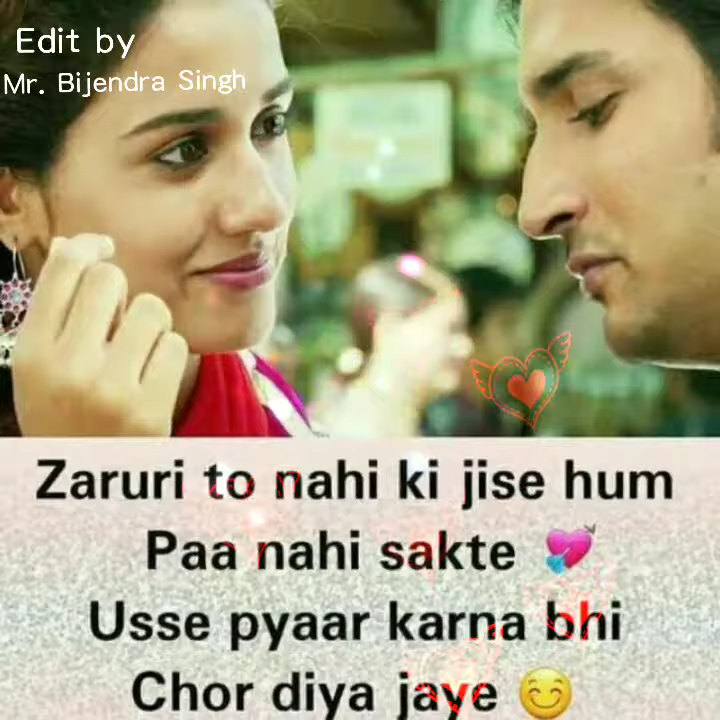 Edit by
Mr. Bijendra Singh
Zaruri to nahi ki jise hum
Paa nahi sakte 💘
Usse pyaar karna bhi
Chor diya jaye 😊